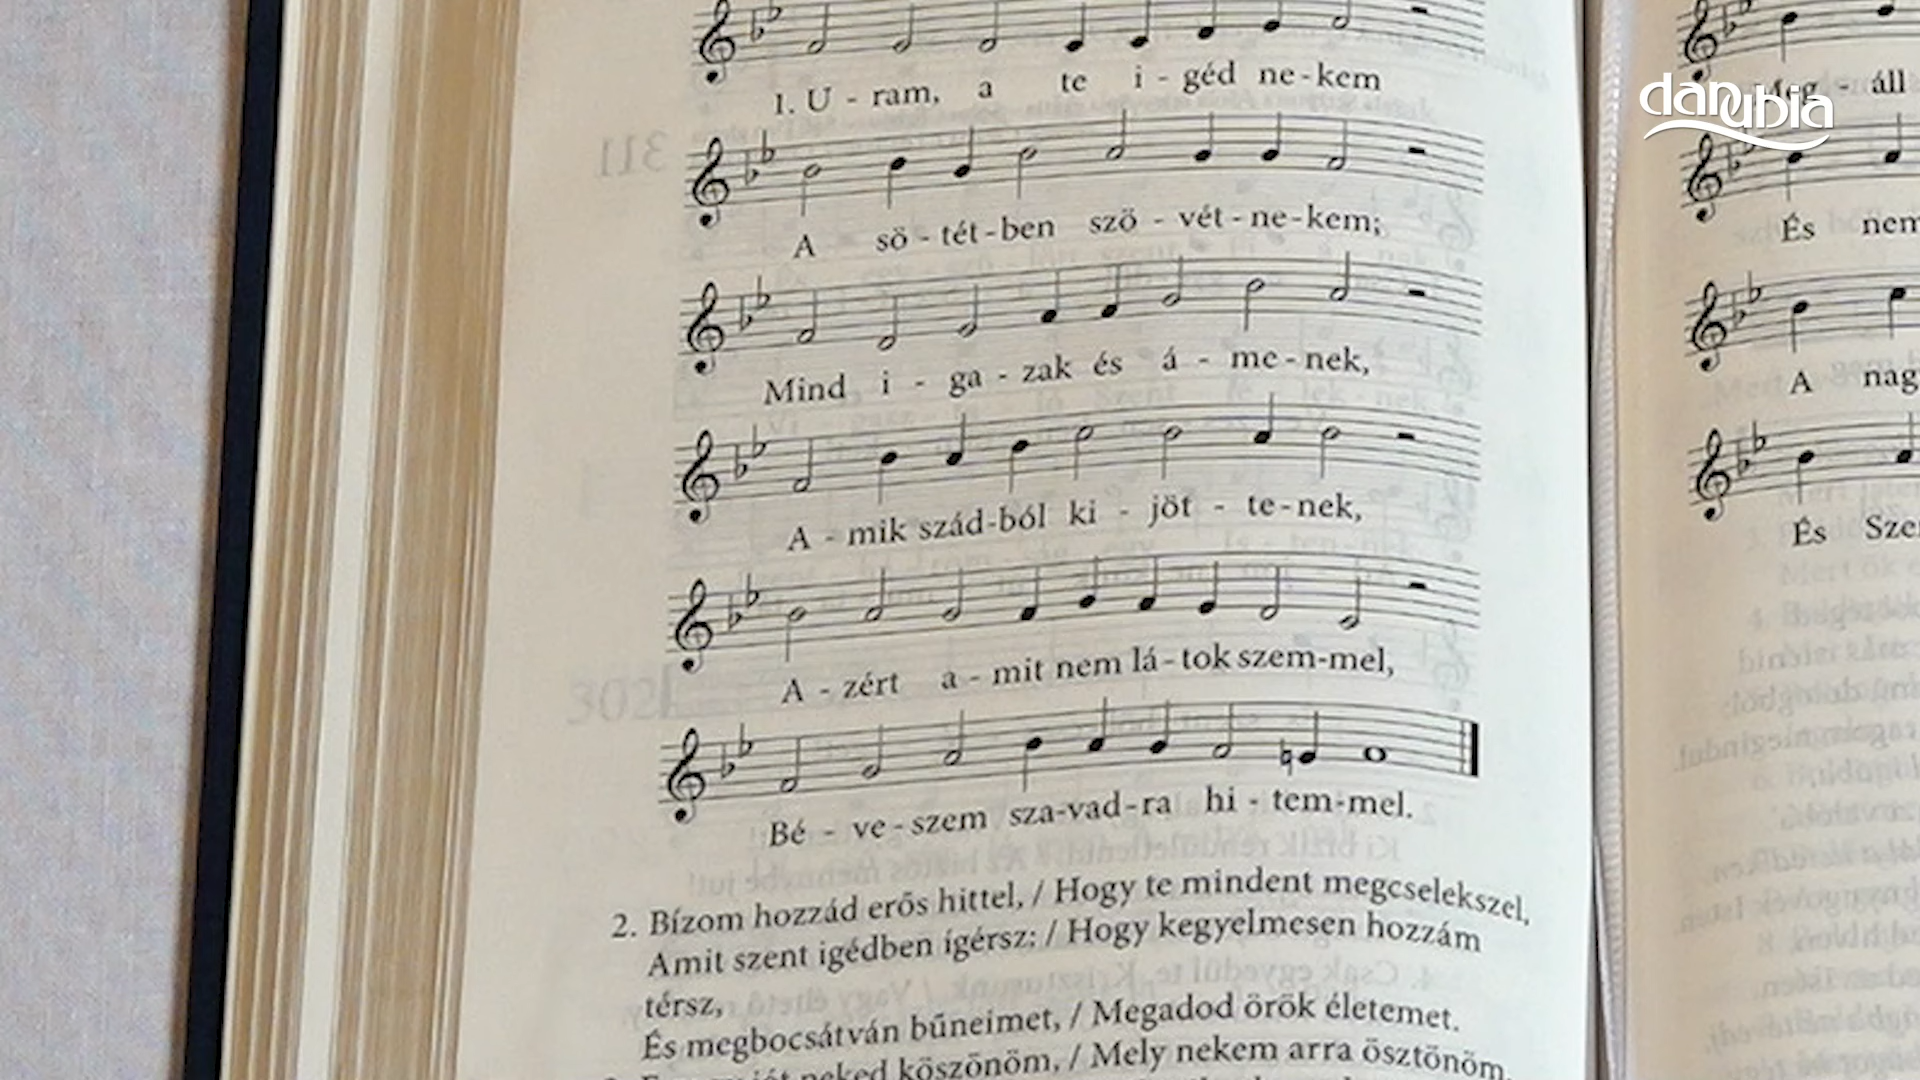 danubia
1. U - ram, a te i - géd ne - kem
A sö - tét - ben szö - vét - ne - kem;
Mind i - ga - zak és á - me - nek,
A - mik szád - ból ki - jöt - te - nek,
A - zért a - mit nem lá - tok szem - mel,
Bé - ve - szem sza - vad - ra hi - tem - mel.
2. Bízom hozzád erős hittel, / Hogy te mindent megcselekszel,
Amit szent igédben ígérsz; / Hogy kegyelmesen hozzám
térsz,
És megbocsátván bűneimet, / Megadod örök életemet.
neked köszönöm, / Mely nekem arra ösztönöm,
Meg - áll
És nem
A nag
És Sze